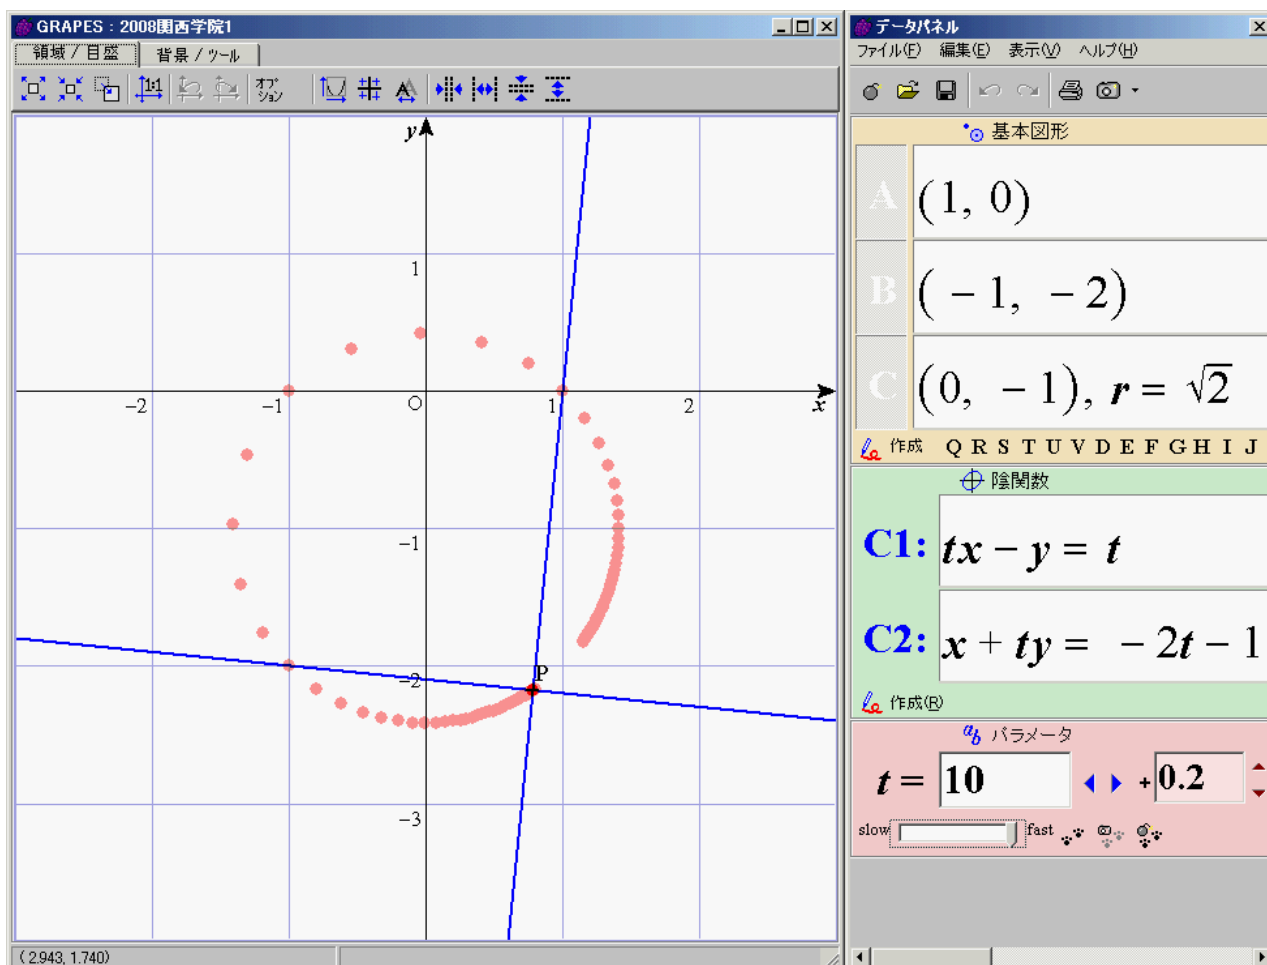 GRAPES : 2008関西学院1
領域 / 目盛 背景 / ツール
1:1 オプション
y
1
-2 -1 O 1 2 x
-1
P
-2
-3
( 2.943, 1.740)
データパネル
ファイル(F) 編集(E) 表示(V) ヘルプ(H)
基本図形
A (1, 0)
B ( -1, -2)
C (0, -1), r = √2
作成 Q R S T U V D E F G H I J
陰関数
C1: tx - y = t
C2: x + ty = -2t - 1
作成(R)
ab パラメータ
t = 10 +0.2
slow fast